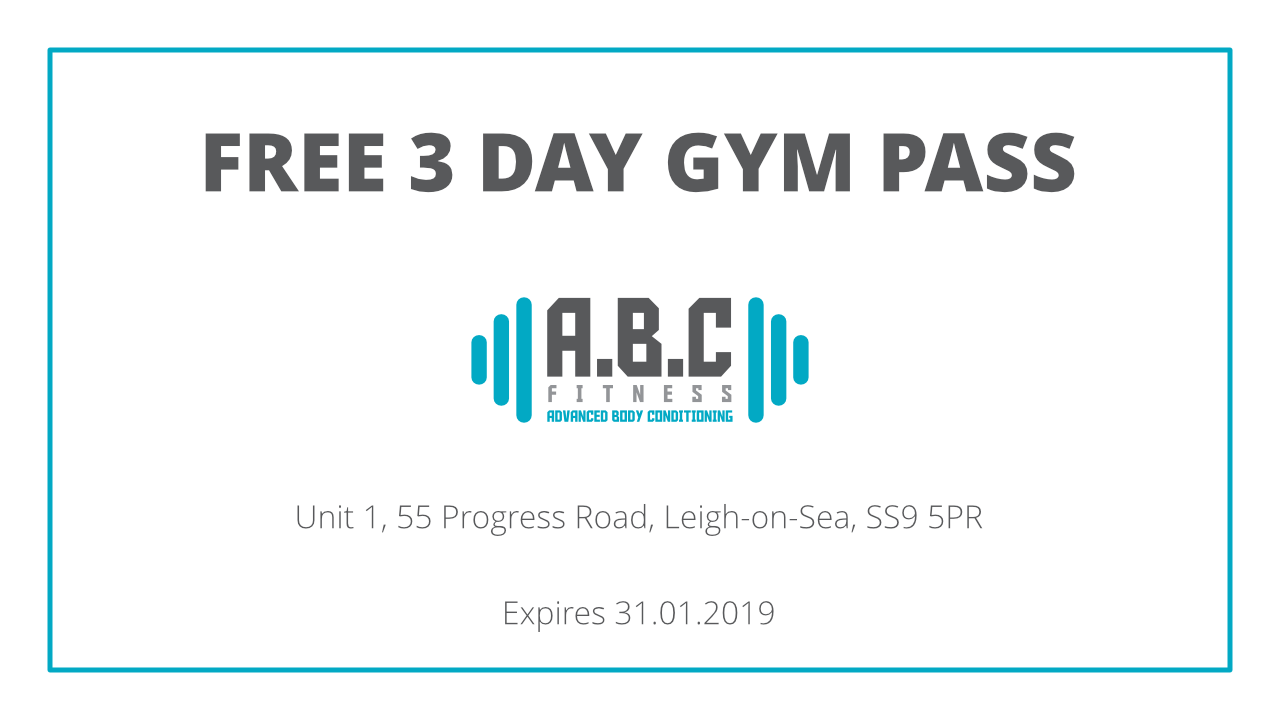 FREE 3 DAY GYM PASS
A.B.C
FITNESS
ADVANCED BODY CONDITIONING
Unit 1, 55 Progress Road, Leigh-on-Sea, SS9 5PR
Expires 31.01.2019